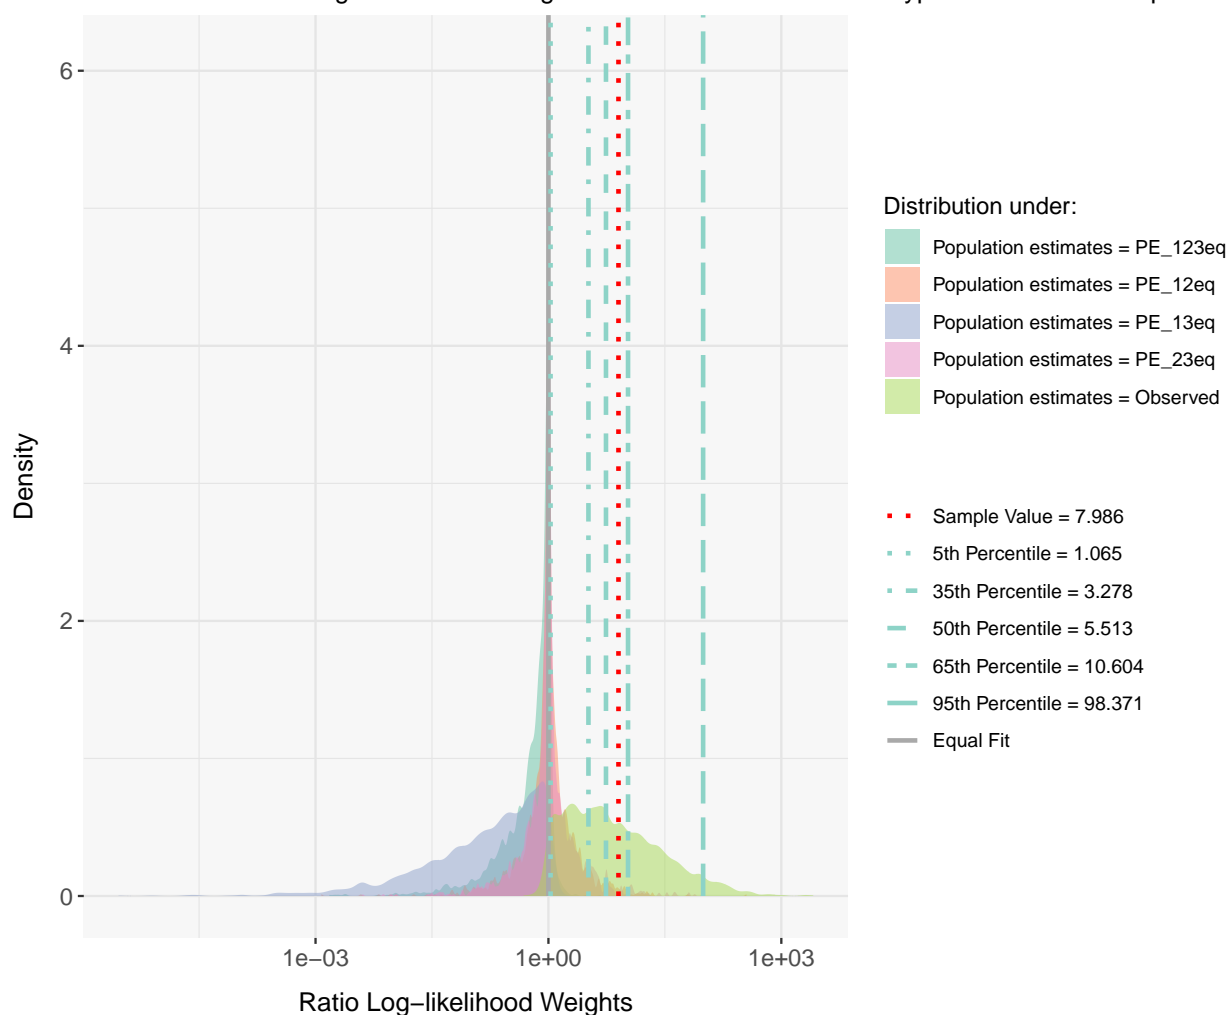 6
4
2
0
Density
1e−03
1e+00
1e+03
Ratio Log−likelihood Weights
Distribution under:
Population estimates = PE_123eq
Population estimates = PE_12eq
Population estimates = PE_13eq
Population estimates = PE_23eq
Population estimates = Observed
Sample Value = 7.986
5th Percentile = 1.065
35th Percentile = 3.278
50th Percentile = 5.513
65th Percentile = 10.604
95th Percentile = 98.371
Equal Fit